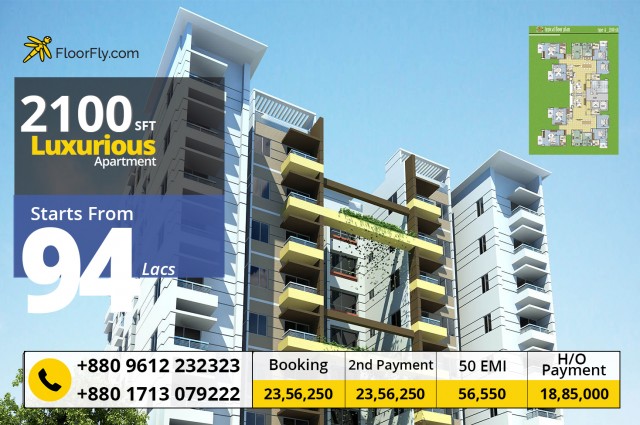 FloorFly.com
2100 SFT
Luxurious
Apartment
Starts From
94 Lacs
+880 9612 232323
+880 1713 079222
Booking
23,56,250
2nd Payment
23,56,250
50 EMI
56,550
H/O
Payment
18,85,000